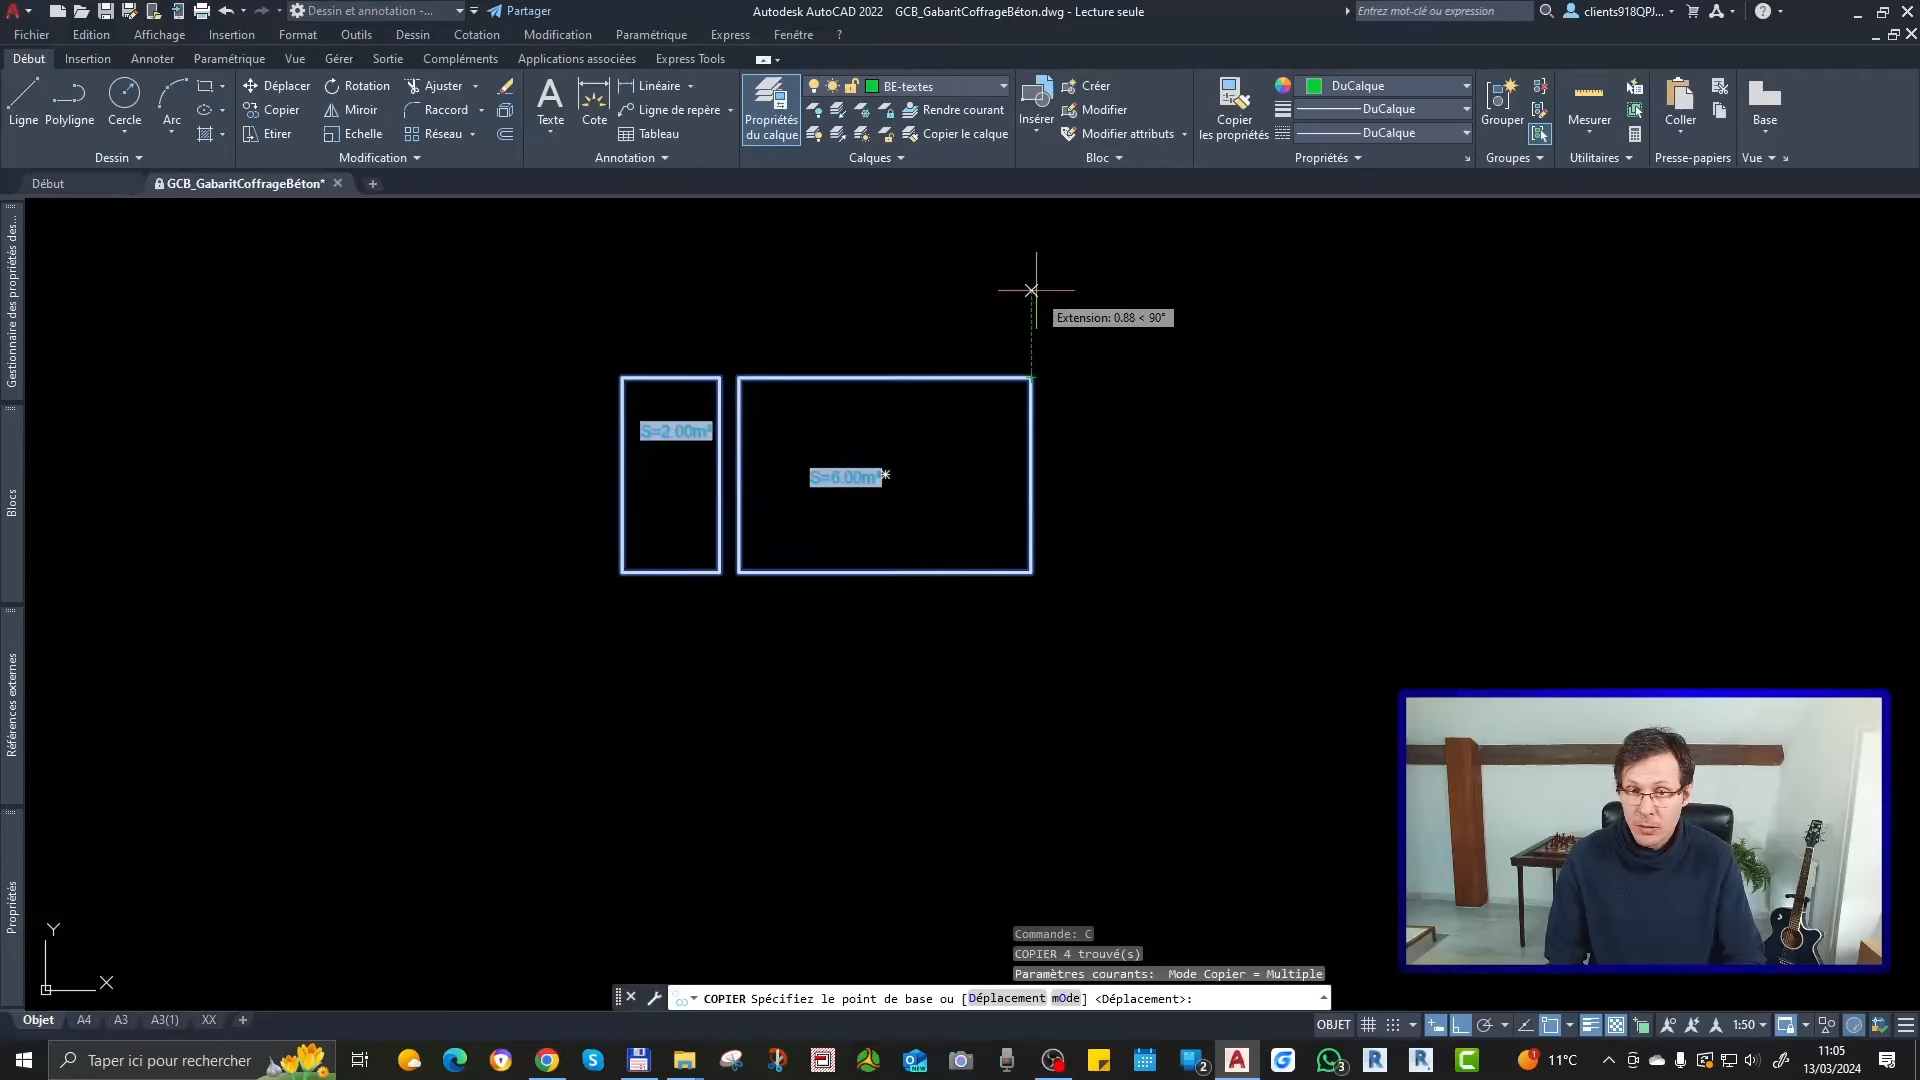 Dessin et annotation -...
Partager
Autodesk AutoCAD 2022 GCB_GabaritCoffrageBéton.dwg - Lecture seule
Entrez mot-clé ou expression
clients918QPJ...
Fichier Edition Affichage Insertion Format Outils Dessin Cotation Modification Paramétrique Express Fenêtre ?
Début Insertion Annoter Paramétrique Vue Gérer Sortie Compléments Applications associées Express Tools
Ligne Polyligne Cercle Arc
Déplacer Rotation Ajuster
Copier Miroir Raccord
Etirer Echelle Réseau
Texte Cote
Linéaire
Ligne de repère
Tableau
Propriétés du calque
BE-textes
Rendre courant
Copier le calque
Insérer
Créer
Modifier
Modifier attributs
Copier les propriétés
DuCalque
DuCalque
DuCalque
Grouper
Mesurer
Coller
Base
Dessin Modification Annotation Calques Bloc Propriétés Groupes Utilitaires Presse-papiers Vue
Début
GCB_GabaritCoffrageBéton*
Gestionnaire des propriétés des...
Blocs
Références externes
Propriétés
Extension: 0.88 < 90°
S=2.00m²
S=6.00m²
Y
X
Commande: C
COPIER 4 trouvé(s)
Paramètres courants: Mode Copier = Multiple
COPIER Spécifiez le point de base ou [Déplacement mOde] <Déplacement>:
Objet A4 A3 A3(1) XX +
OBJET
1:50
Taper ici pour rechercher
NEW
2
3
11°C
11:05
13/03/2024